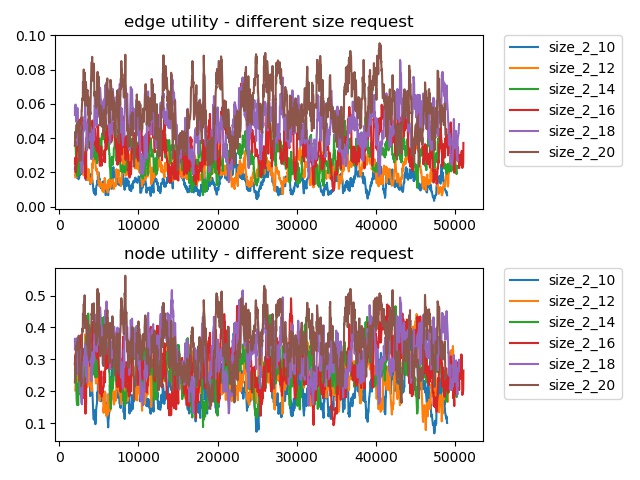 edge utility - different size request
0.10
0.08
0.06
0.04
0.02
0.00
0 10000 20000 30000 40000 50000
size_2_10
size_2_12
size_2_14
size_2_16
size_2_18
size_2_20
node utility - different size request
0.5
0.4
0.3
0.2
0.1
0 10000 20000 30000 40000 50000
size_2_10
size_2_12
size_2_14
size_2_16
size_2_18
size_2_20